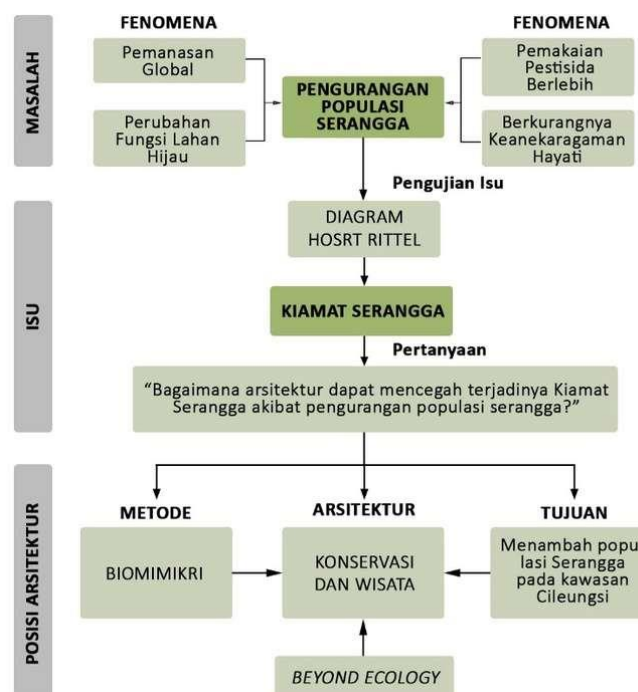 MASALAH
FENOMENA
Pemanasan
Global
Perubahan
Fungsi Lahan
Hijau
PENGURANGAN
POPULASI
SERANGGA
FENOMENA
Pemakaian
Pestisida
Berlebih
Berkurangnya
Keanekaragaman
Hayati
Pengujian Isu
ISU
DIAGRAM
HOSRT RITTEL
KIAMAT SERANGGA
Pertanyaan
“Bagaimana arsitektur dapat mencegah terjadinya Kiamat
Serangga akibat pengurangan populasi serangga?”
POSISI ARSITEKTUR
METODE
BIOMIMIKRI
ARSITEKTUR
KONSERVASI
DAN WISATA
TUJUAN
Menambah popu
lasi Serangga
pada kawasan
Cileungsi
BEYOND ECOLOGY